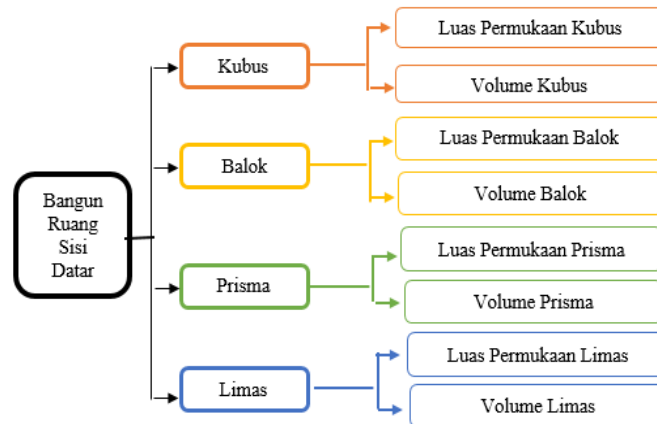 Bangun
Ruang
Sisi
Datar
Kubus
Luas Permukaan Kubus
Volume Kubus
Balok
Luas Permukaan Balok
Volume Balok
Prisma
Luas Permukaan Prisma
Volume Prisma
Limas
Luas Permukaan Limas
Volume Limas